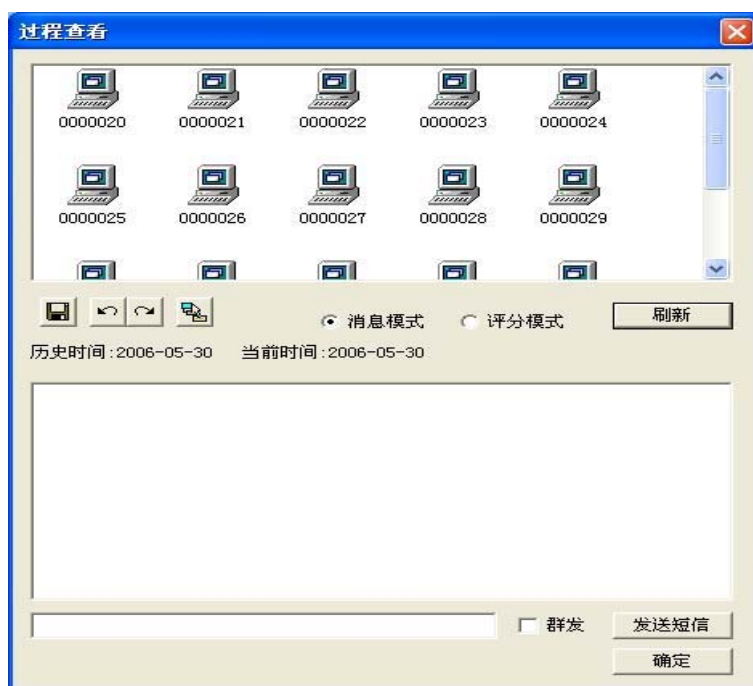 过程查看
0000020 0000021 0000022 0000023 0000024
0000025 0000026 0000027 0000028 0000029
消息模式 评分模式 刷新
历史时间:2006-05-30 当前时间:2006-05-30
群发 发送短信
确定